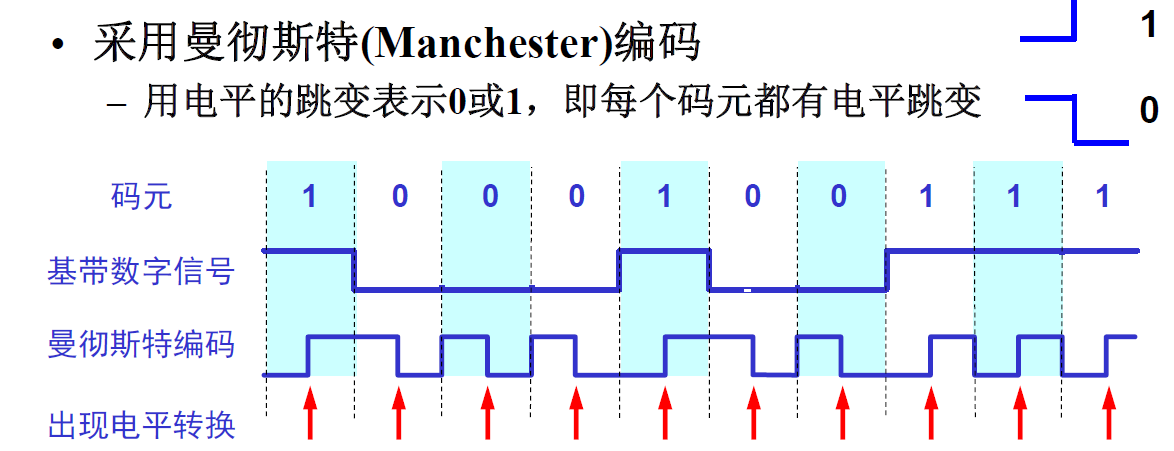 • 采用曼彻斯特(Manchester)编码
1
– 用电平的跳变表示0或1，即每个码元都有电平跳变
0
码元 1 0 0 0 1 0 0 1 1 1
基带数字信号
曼彻斯特编码
出现电平转换